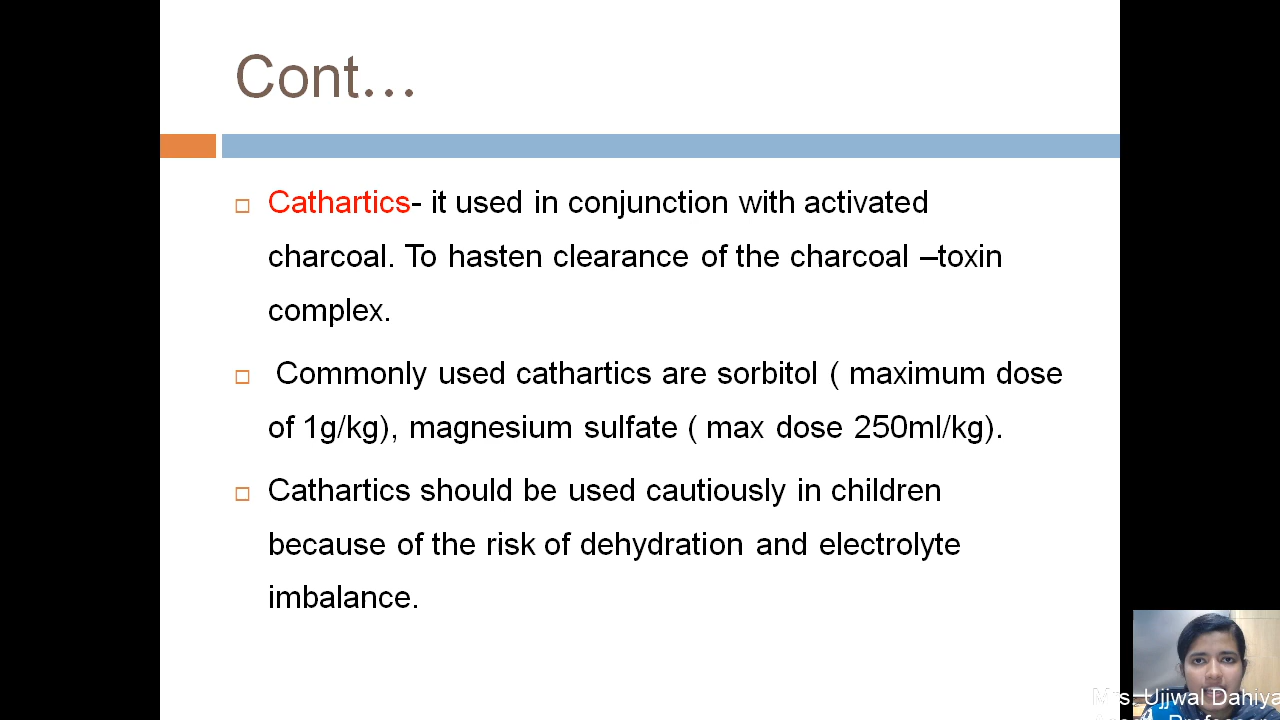 Cont…
Cathartics- it used in conjunction with activated
charcoal. To hasten clearance of the charcoal –toxin
complex.
Commonly used cathartics are sorbitol ( maximum dose
of 1g/kg), magnesium sulfate ( max dose 250ml/kg).
Cathartics should be used cautiously in children
because of the risk of dehydration and electrolyte
imbalance.
Mrs. Ujjwal Dahiya